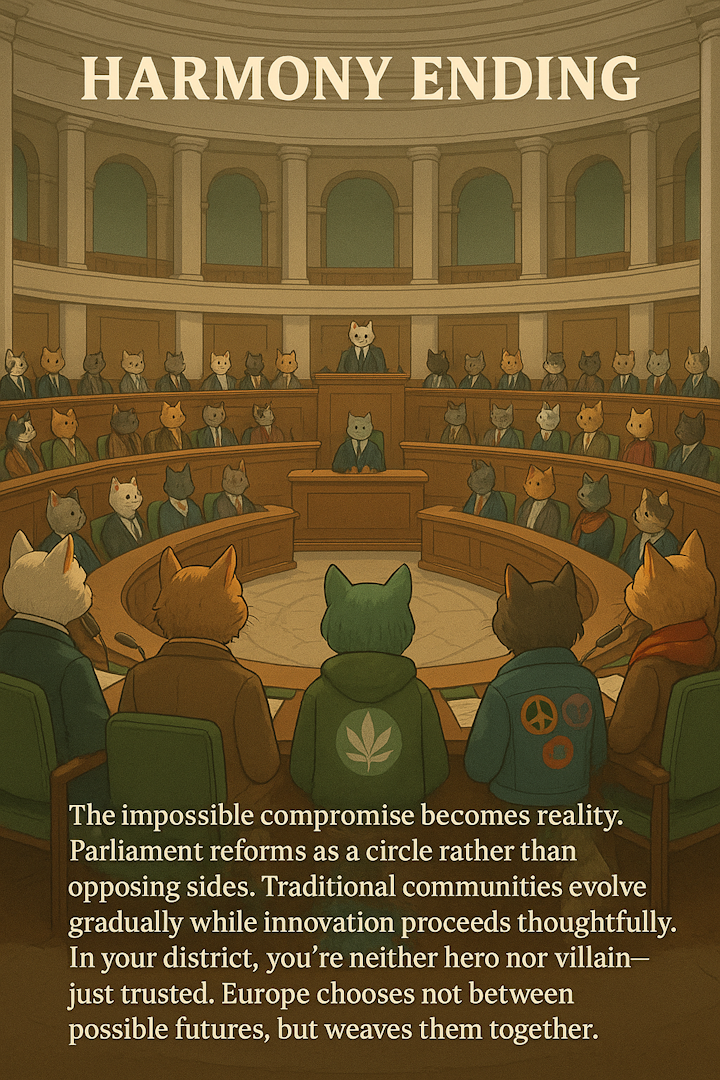 HARMONY ENDING
The impossible compromise becomes reality.
Parliament reforms as a circle rather than
opposing sides. Traditional communities evolve
gradually while innovation proceeds thoughtfully.
In your district, you’re neither hero nor villain—
just trusted. Europe chooses not between
possible futures, but weaves them together.